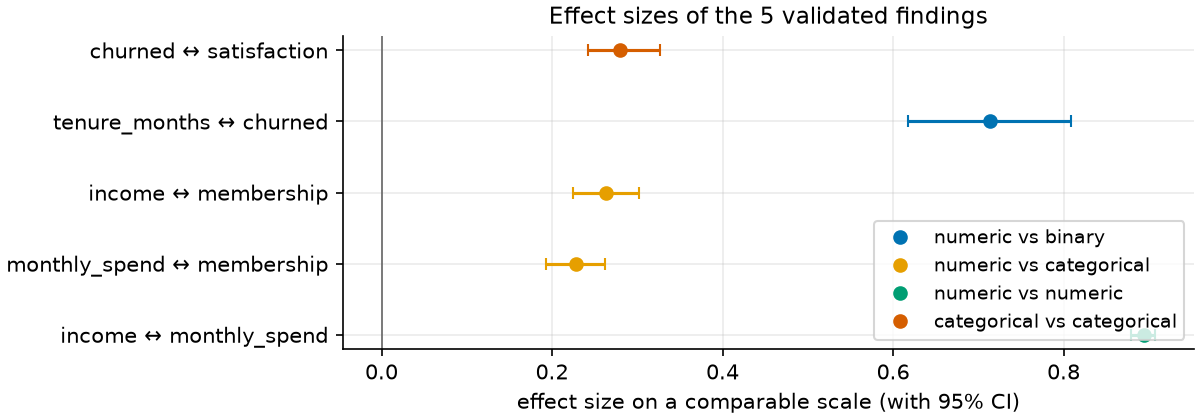 Effect sizes of the 5 validated findings
churned ↔ satisfaction
tenure_months ↔ churned
income ↔ membership
monthly_spend ↔ membership
income ↔ monthly_spend
numeric vs binary
numeric vs categorical
numeric vs numeric
categorical vs categorical
0.0 0.2 0.4 0.6 0.8
effect size on a comparable scale (with 95% CI)